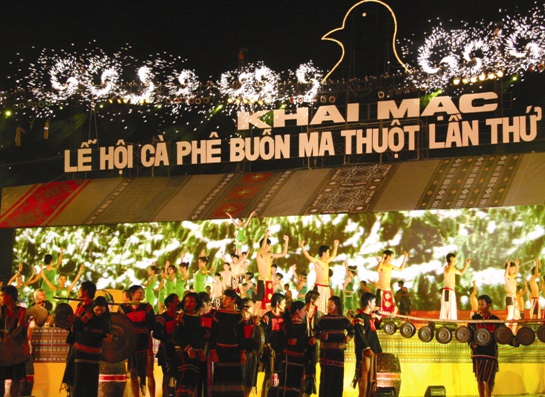 KHAI MẠC
LỄ HỘI CÀ PHÊ BUÔN MA THUỘT LẦN THỨ